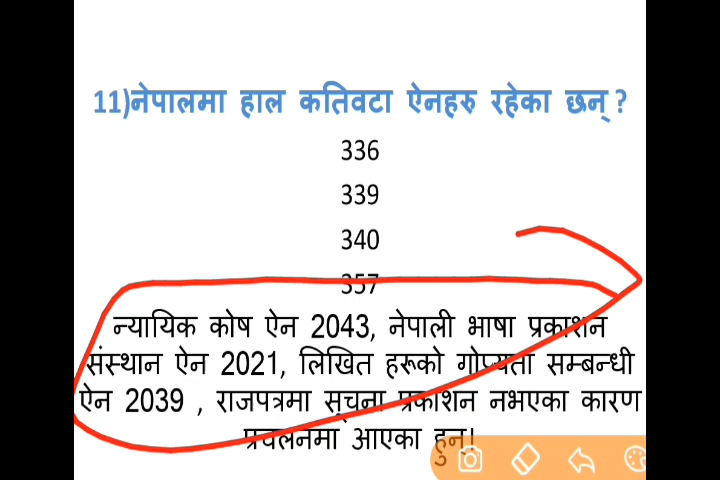 11)नेपालमा हाल कतिवटा ऐनहरु रहेका छन् ?
336
339
340
357
न्यायिक कोष ऐन 2043, नेपाली भाषा प्रकाशन
संस्थान ऐन 2021, लिखित हरूको गोप्यता सम्बन्धी
ऐन 2039 , राजपत्रमा सूचना प्रकाशन नभएका कारण
प्रचलनमा आएका हुन्।